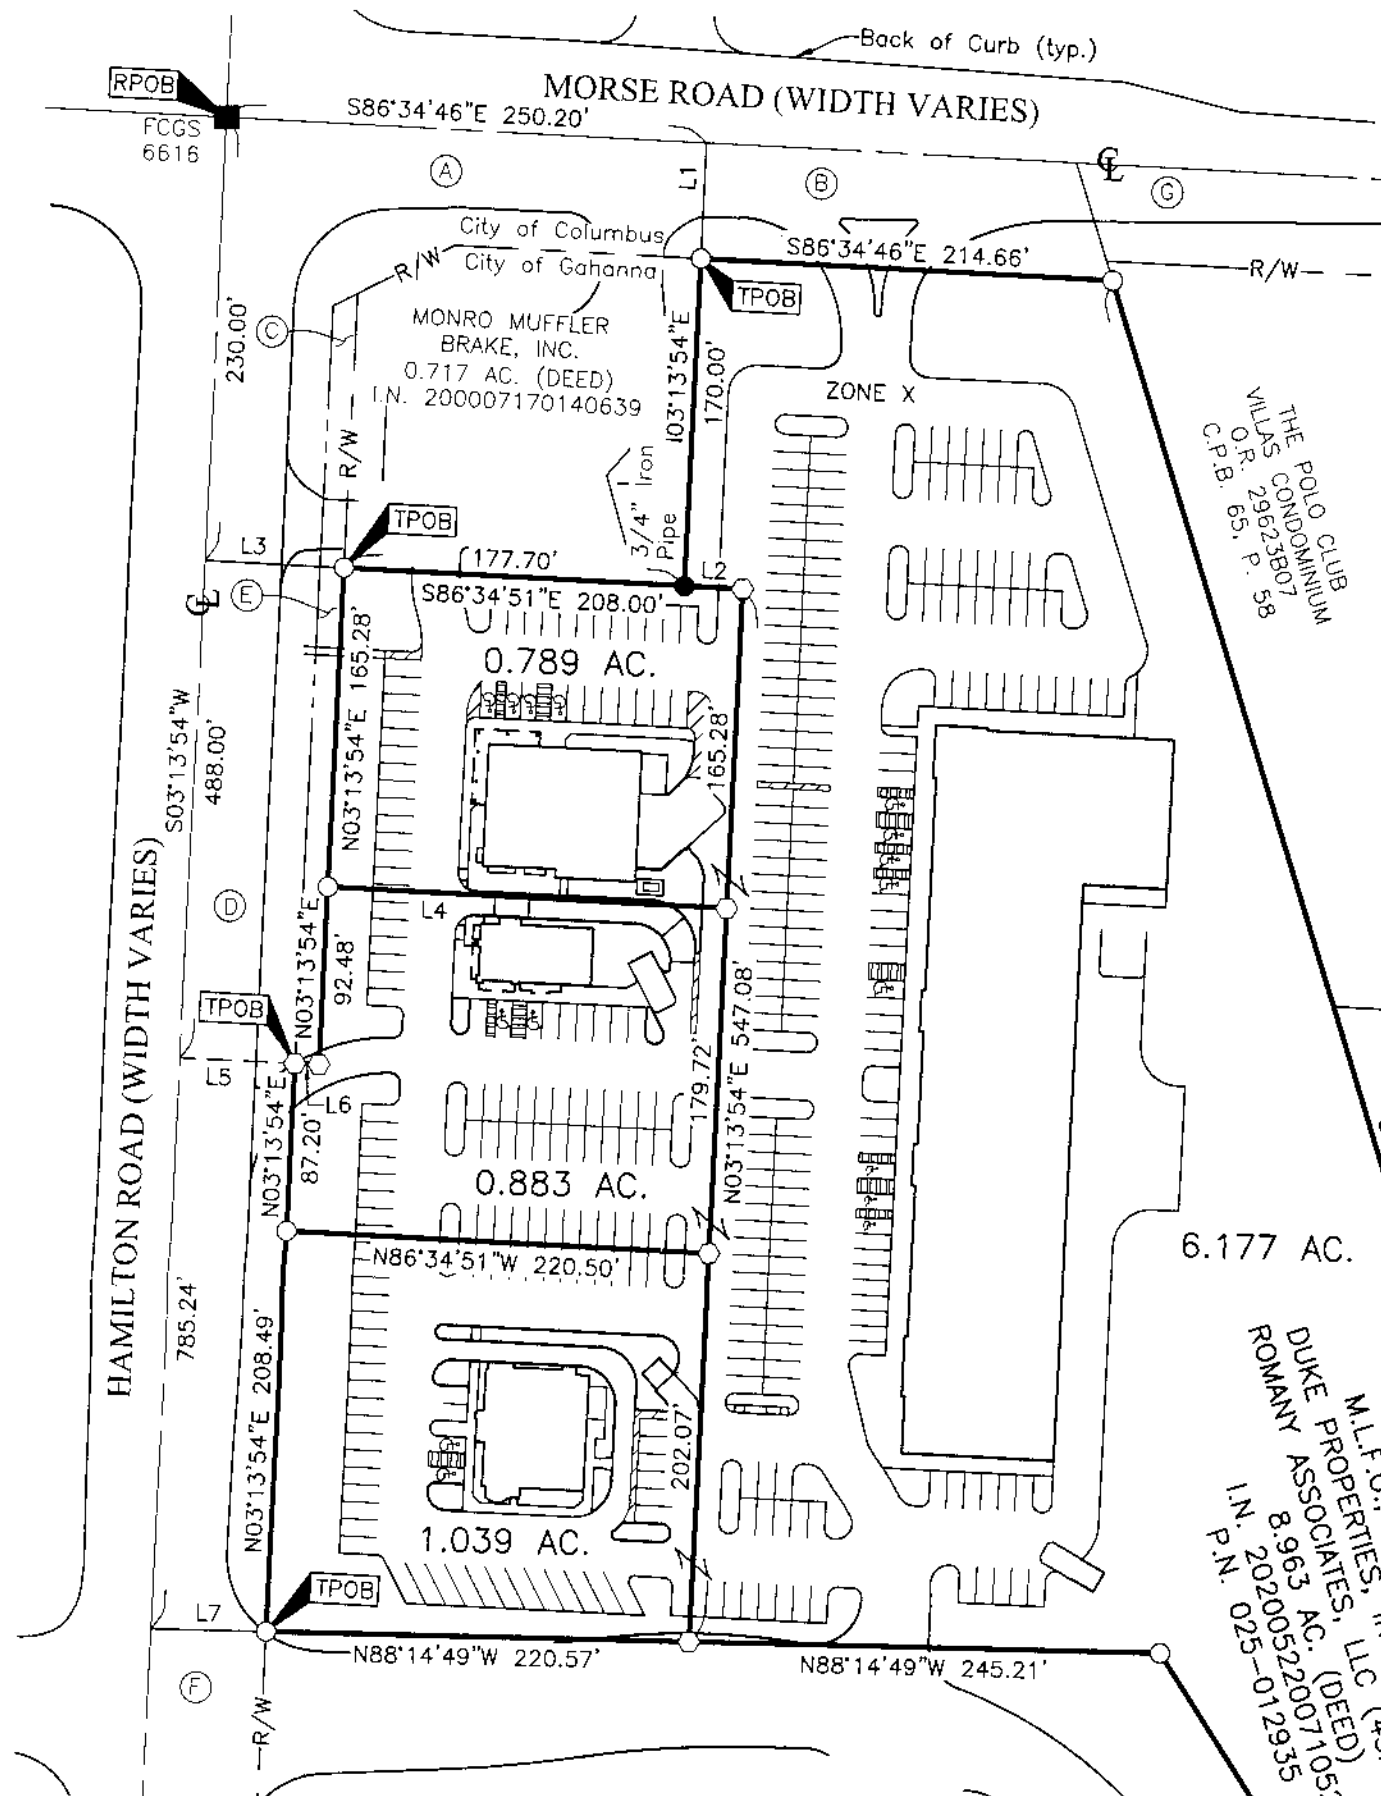 Back of Curb (typ.)
MORSE ROAD (WIDTH VARIES)
RPOB
S86°34'46"E 250.20'
FCGS
6616
A
L1
B
℄
G
City of Columbus
City of Gahanna
R/W
S86°34'46"E 214.66'
R/W
TPOB
230.00'
C
MONRO MUFFLER
BRAKE, INC.
0.717 AC. (DEED)
I.N. 200007170140639
03°13'54"E
170.00'
ZONE X
THE POLO CLUB
VILLAS CONDOMINIUM
O.R. 29623B07
C.P.B. 65, P. 58
R/W
3/4" Iron
Pipe
TPOB
L3
177.70'
L2
S86°34'51"E 208.00'
℄
E
0.789 AC.
N03°13'54"E 165.28'
165.28'
S03°13'54"W
488.00'
HAMILTON ROAD (WIDTH VARIES)
D
L4
N03°13'54"E
92.48'
TPOB
L5
L6
N03°13'54"E
87.20'
179.72'
N03°13'54"E 547.08'
0.883 AC.
N86°34'51"W 220.50'
6.177 AC.
785.24'
N03°13'54"E 208.49'
202.07'
1.039 AC.
TPOB
L7
N88°14'49"W 220.57'
N88°14'49"W 245.21'
F
R/W
DUKE PROPERTIES,
ROMANY ASSOCIATES, LLC
8.963 AC. (DEED)
I.N. 20200522007105
P.N. 025-012935